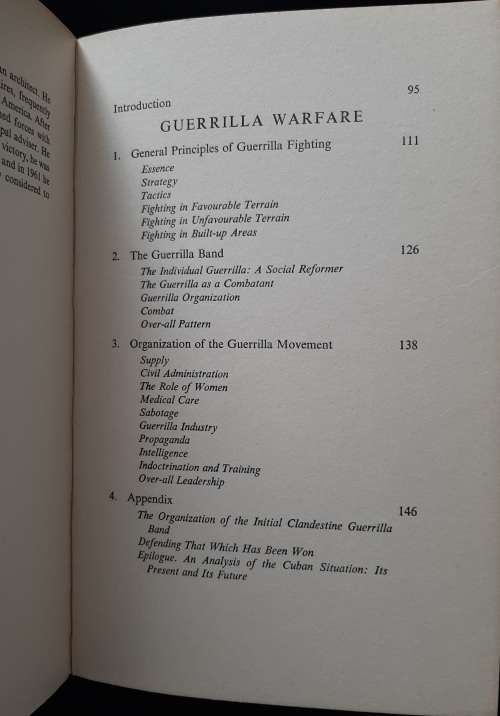 an architect. He
ires, frequently
America. After
ed forces with
pal adviser. He
victory, he was
and in 1961 he
considered to
Introduction 95
GUERRILLA WARFARE
1. General Principles of Guerrilla Fighting 111
Essence
Strategy
Tactics
Fighting in Favourable Terrain
Fighting in Unfavourable Terrain
Fighting in Built-up Areas
2. The Guerrilla Band 126
The Individual Guerrilla: A Social Reformer
The Guerrilla as a Combatant
Guerrilla Organization
Combat
Over-all Pattern
3. Organization of the Guerrilla Movement 138
Supply
Civil Administration
The Role of Women
Medical Care
Sabotage
Guerrilla Industry
Propaganda
Intelligence
Indoctrination and Training
Over-all Leadership
4. Appendix 146
The Organization of the Initial Clandestine Guerrilla
Band
Defending That Which Has Been Won
Epilogue. An Analysis of the Cuban Situation: Its
Present and Its Future